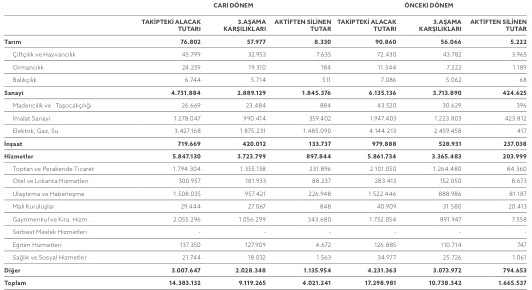 CARİ DÖNEM ÖNCEKİ DÖNEM
TAKİPTEKİ ALACAK TUTARI 3.AŞAMA KARŞILIKLARI AKTİFTEN SİLİNEN TUTAR TAKİPTEKİ ALACAK TUTARI 3.AŞAMA KARŞILIKLARI AKTİFTEN SİLİNEN TUTAR
Tarım 76.802 57.977 8.330 90.860 56.066 5.222
Çiftçilik ve Hayvancılık 45.799 32.953 7.635 72.430 43.782 3.965
Ormancılık 24.259 19.310 184 11.344 7.222 1.189
Balıkçılık 6.744 5.714 511 7.086 5.062 68
Sanayi 4.731.884 2.889.129 1.845.376 6.135.136 3.713.890 424.625
Madencilik ve Taşocakçılığı 26.669 23.484 884 43.520 30.629 396
İmalat Sanayi 1.278.047 990.414 359.402 1.947.403 1.223.803 423.812
Elektrik, Gaz, Su 3.427.168 1.875.231 1.485.090 4.144.213 2.459.458 417
İnşaat 719.669 420.012 133.737 979.888 528.931 237.038
Hizmetler 5.847.130 3.723.799 897.844 5.861.734 3.365.483 203.999
Toptan ve Perakende Ticaret 1.794.304 1.355.138 231.896 2.101.050 1.264.480 84.360
Otel ve Lokanta Hizmetleri 300.957 181.933 88.237 283.413 152.050 8.673
Ulaştırma ve Haberleşme 1.508.035 957.421 226.948 1.522.446 888.986 81.187
Mali Kuruluşlar 29.444 27.067 848 40.909 31.580 20.413
Gayrimenkul ve Kira. Hizm. 2.055.296 1.056.299 343.680 1.752.054 891.947 7.558
Serbest Meslek Hizmetleri - - - - - -
Eğitim Hizmetleri 137.350 127.909 4.672 126.885 110.714 747
Sağlık ve Sosyal Hizmetler 21.744 18.032 1.563 34.977 25.726 1.061
Diğer 3.007.647 2.028.348 1.135.954 4.231.363 3.073.972 794.653
Toplam 14.383.132 9.119.265 4.021.241 17.298.981 10.738.342 1.665.537